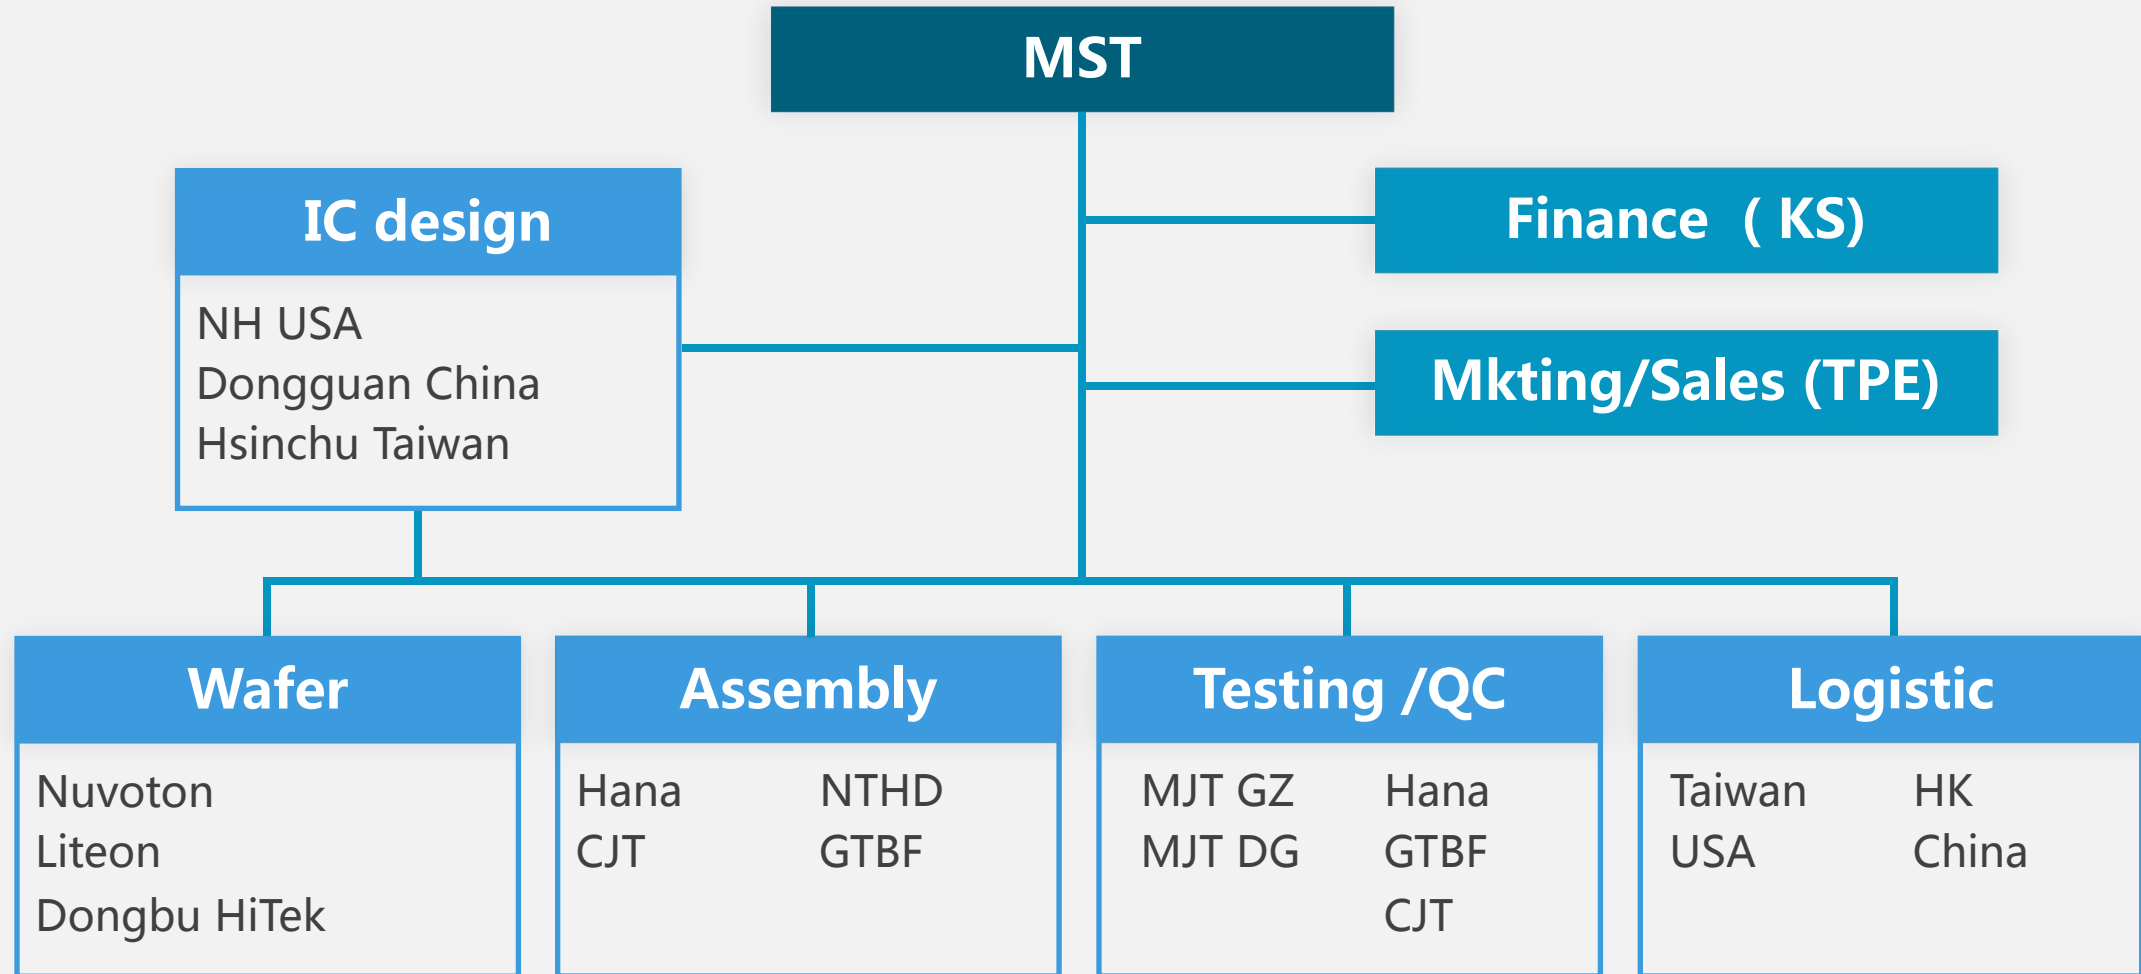 MST
IC design
NH USA
Dongguan China
Hsinchu Taiwan
Finance ( KS)
Mkting/Sales (TPE)
Wafer
Nuvoton
Liteon
Dongbu HiTek
Assembly
Hana NTHD
CJT GTBF
Testing /QC
MJT GZ Hana
MJT DG GTBF
CJT
Logistic
Taiwan HK
USA China